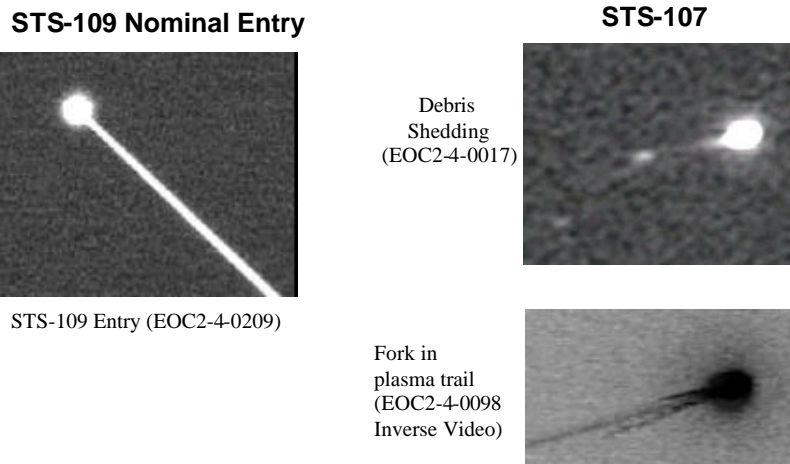 STS-109 Nominal Entry
STS-109 Entry (EOC2-4-0209)
STS-107
Debris
Shedding
(EOC2-4-0017)
Fork in
plasma trail
(EOC2-4-0098
Inverse Video)